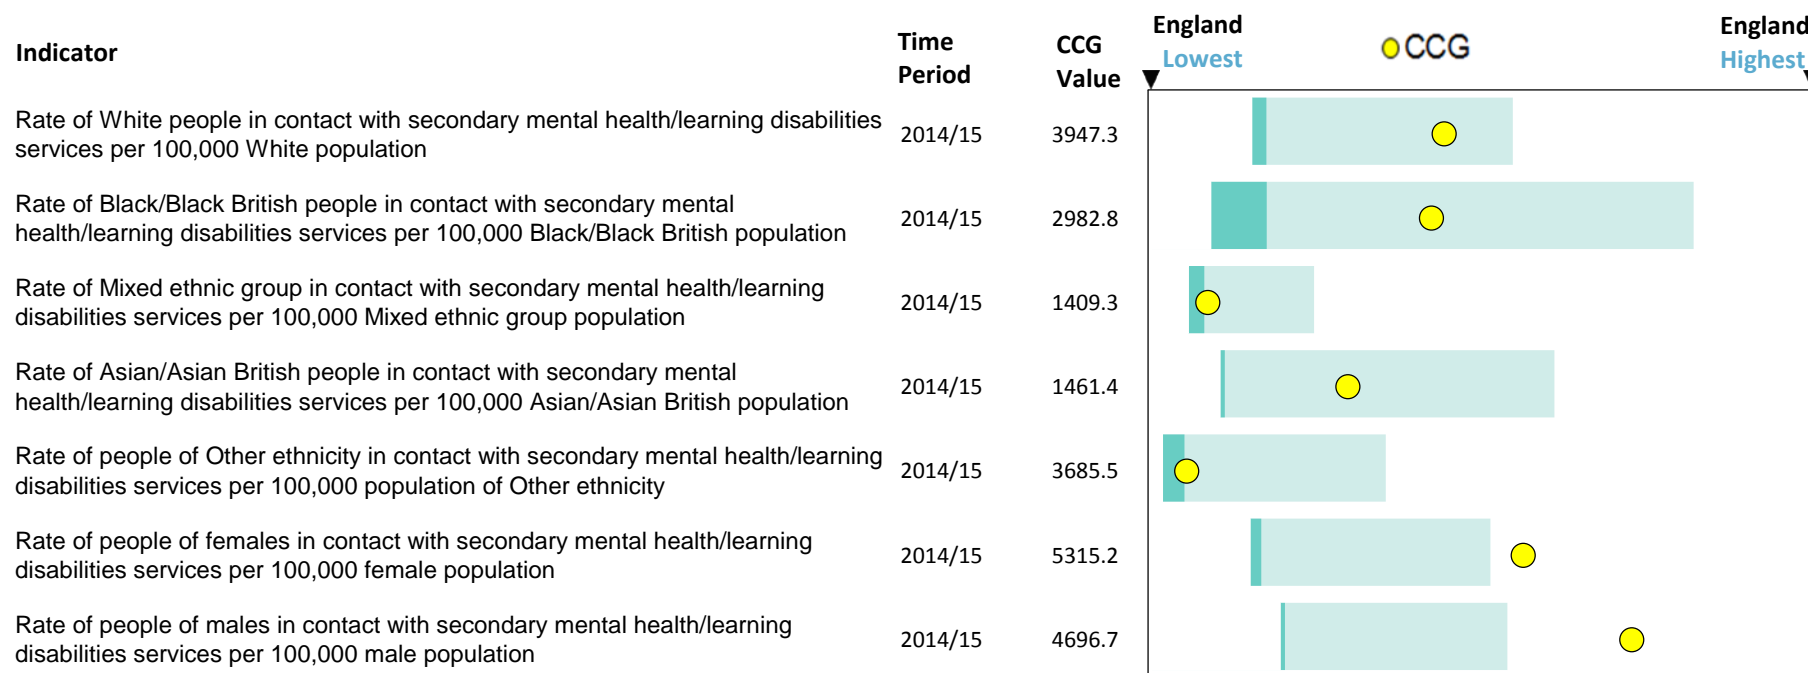 Indicator
Time
Period
CCG
Value
England
Lowest
CCG
England
Highest
Rate of White people in contact with secondary mental health/learning disabilities
services per 100,000 White population
2014/15
3947.3
Rate of Black/Black British people in contact with secondary mental
health/learning disabilities services per 100,000 Black/Black British population
2014/15
2982.8
Rate of Mixed ethnic group in contact with secondary mental health/learning
disabilities services per 100,000 Mixed ethnic group population
2014/15
1409.3
Rate of Asian/Asian British people in contact with secondary mental
health/learning disabilities services per 100,000 Asian/Asian British population
2014/15
1461.4
Rate of people of Other ethnicity in contact with secondary mental health/learning
disabilities services per 100,000 population of Other ethnicity
2014/15
3685.5
Rate of people of females in contact with secondary mental health/learning
disabilities services per 100,000 female population
2014/15
5315.2
Rate of people of males in contact with secondary mental health/learning
disabilities services per 100,000 male population
2014/15
4696.7